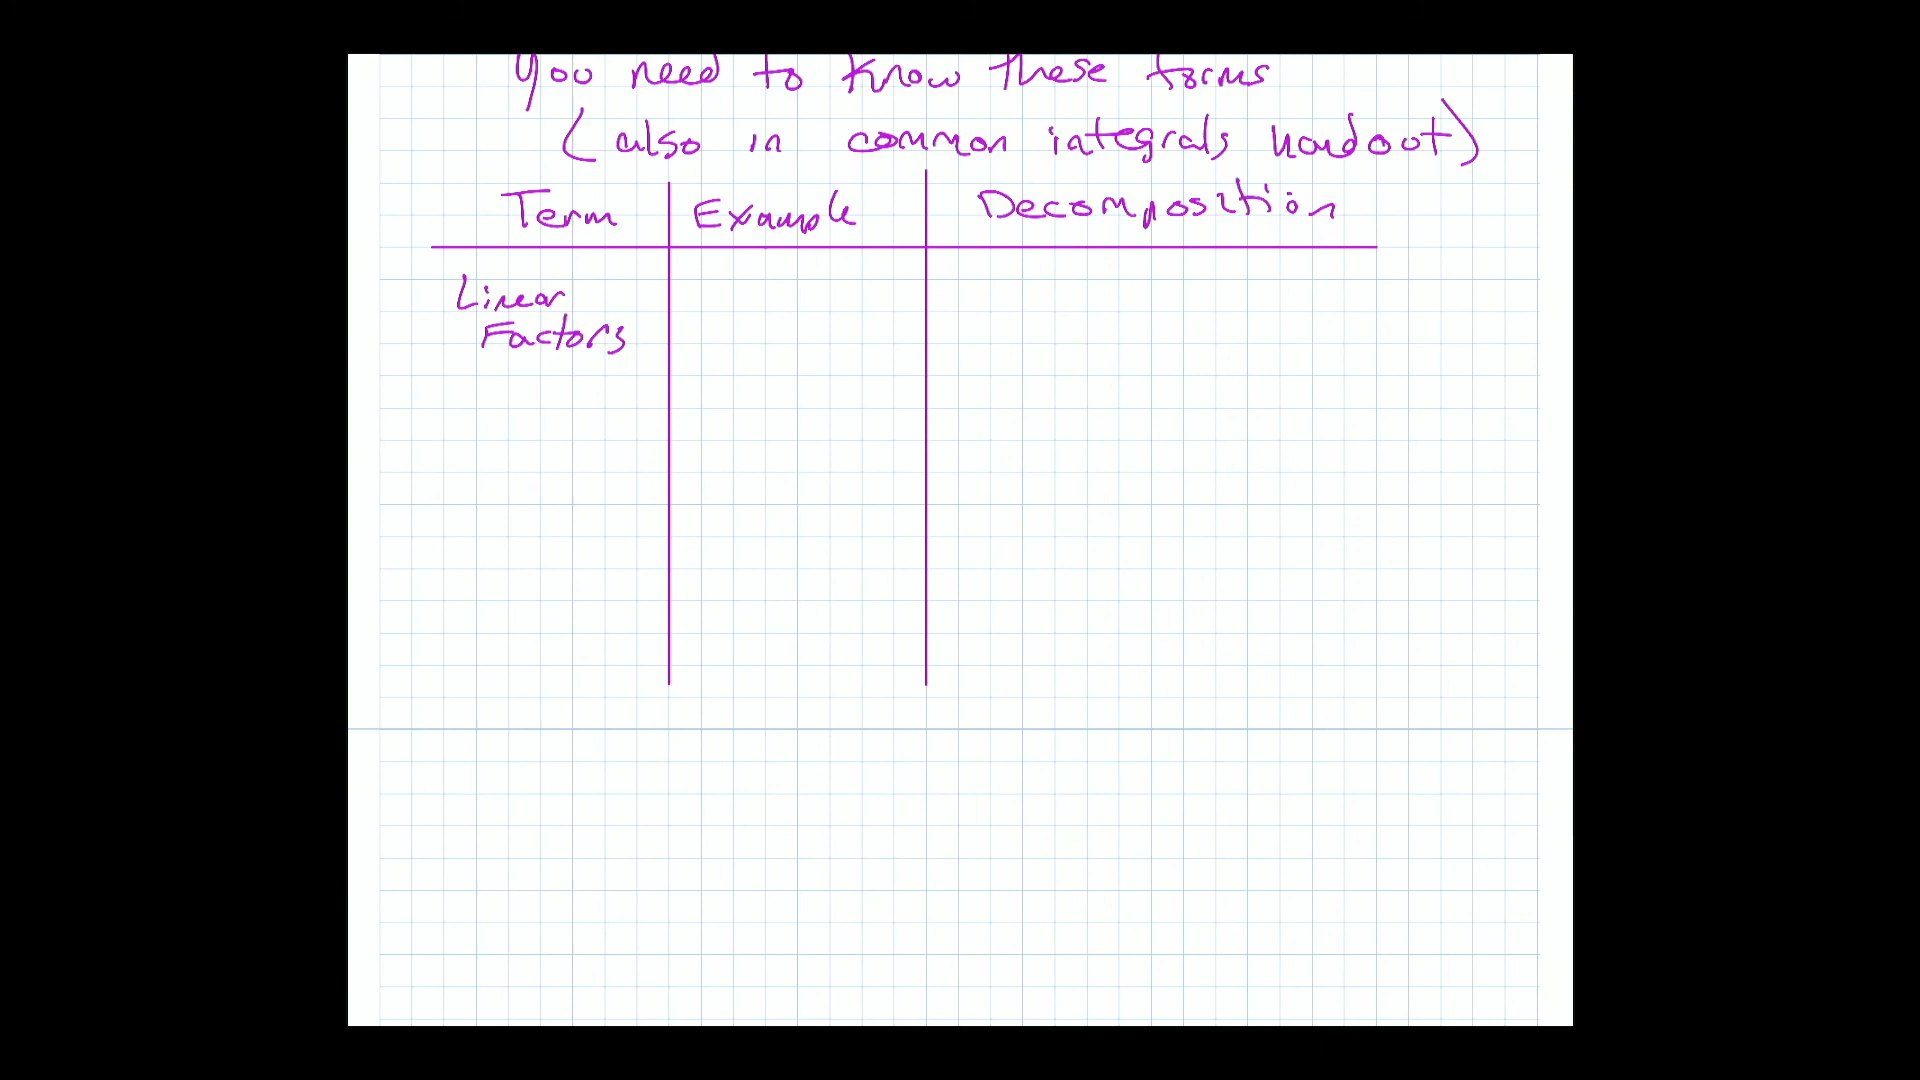 You need to know these forms
(also in common integrals handout)
Term Example Decomposition
Linear
Factors